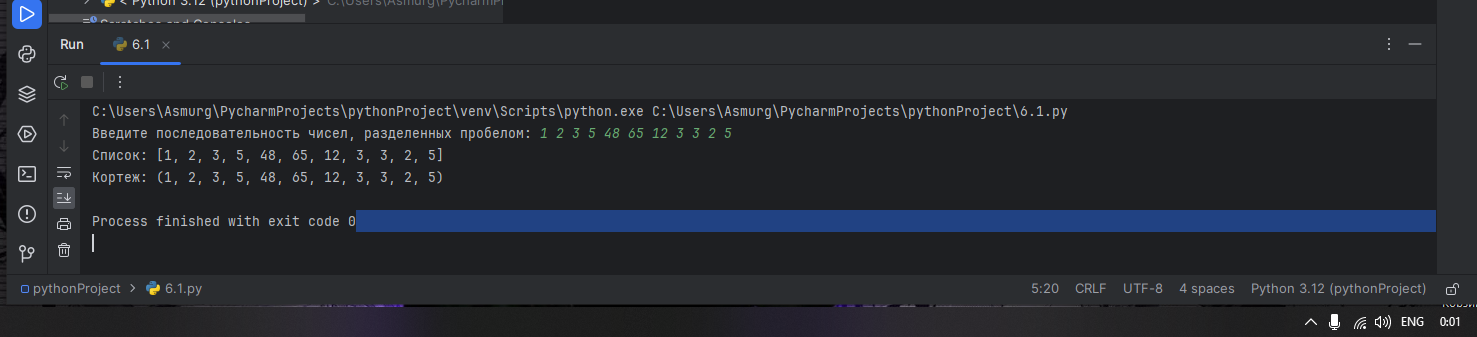 < Python 3.12 (pythonProject) > C:\Users\Asmurg\PycharmP
Scratches and Consoles
Run 6.1
C:\Users\Asmurg\PycharmProjects\pythonProject\venv\Scripts\python.exe C:\Users\Asmurg\PycharmProjects\pythonProject\6.1.py
Введите последовательность чисел, разделенных пробелом: 1 2 3 5 48 65 12 3 3 2 5
Список: [1, 2, 3, 5, 48, 65, 12, 3, 3, 2, 5]
Кортеж: (1, 2, 3, 5, 48, 65, 12, 3, 3, 2, 5)
Process finished with exit code 0
pythonProject > 6.1.py 5:20 CRLF UTF-8 4 spaces Python 3.12 (pythonProject)
ENG 0:01